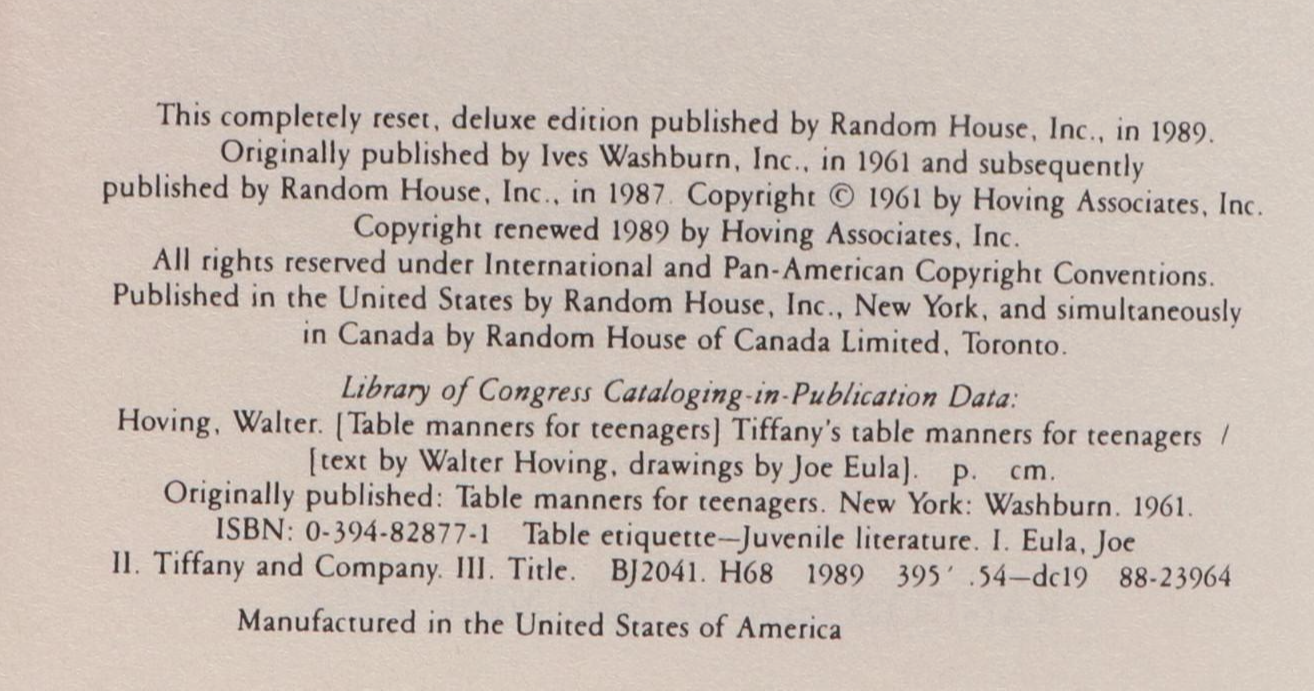 This completely reset, deluxe edition published by Random House, Inc., in 1989.
Originally published by Ives Washburn, Inc., in 1961 and subsequently
published by Random House, Inc., in 1987. Copyright © 1961 by Hoving Associates, Inc.
Copyright renewed 1989 by Hoving Associates, Inc.
All rights reserved under International and Pan-American Copyright Conventions.
Published in the United States by Random House, Inc., New York, and simultaneously
in Canada by Random House of Canada Limited, Toronto.
Library of Congress Cataloging-in-Publication Data:
Hoving, Walter. [Table manners for teenagers] Tiffany's table manners for teenagers /
[text by Walter Hoving, drawings by Joe Eula]. p. cm.
Originally published: Table manners for teenagers. New York: Washburn. 1961.
ISBN: 0-394-82877-1 Table etiquette—Juvenile literature. I. Eula, Joe
II. Tiffany and Company. III. Title. BJ2041. H68 1989 395′ .54—dc19 88-23964
Manufactured in the United States of America